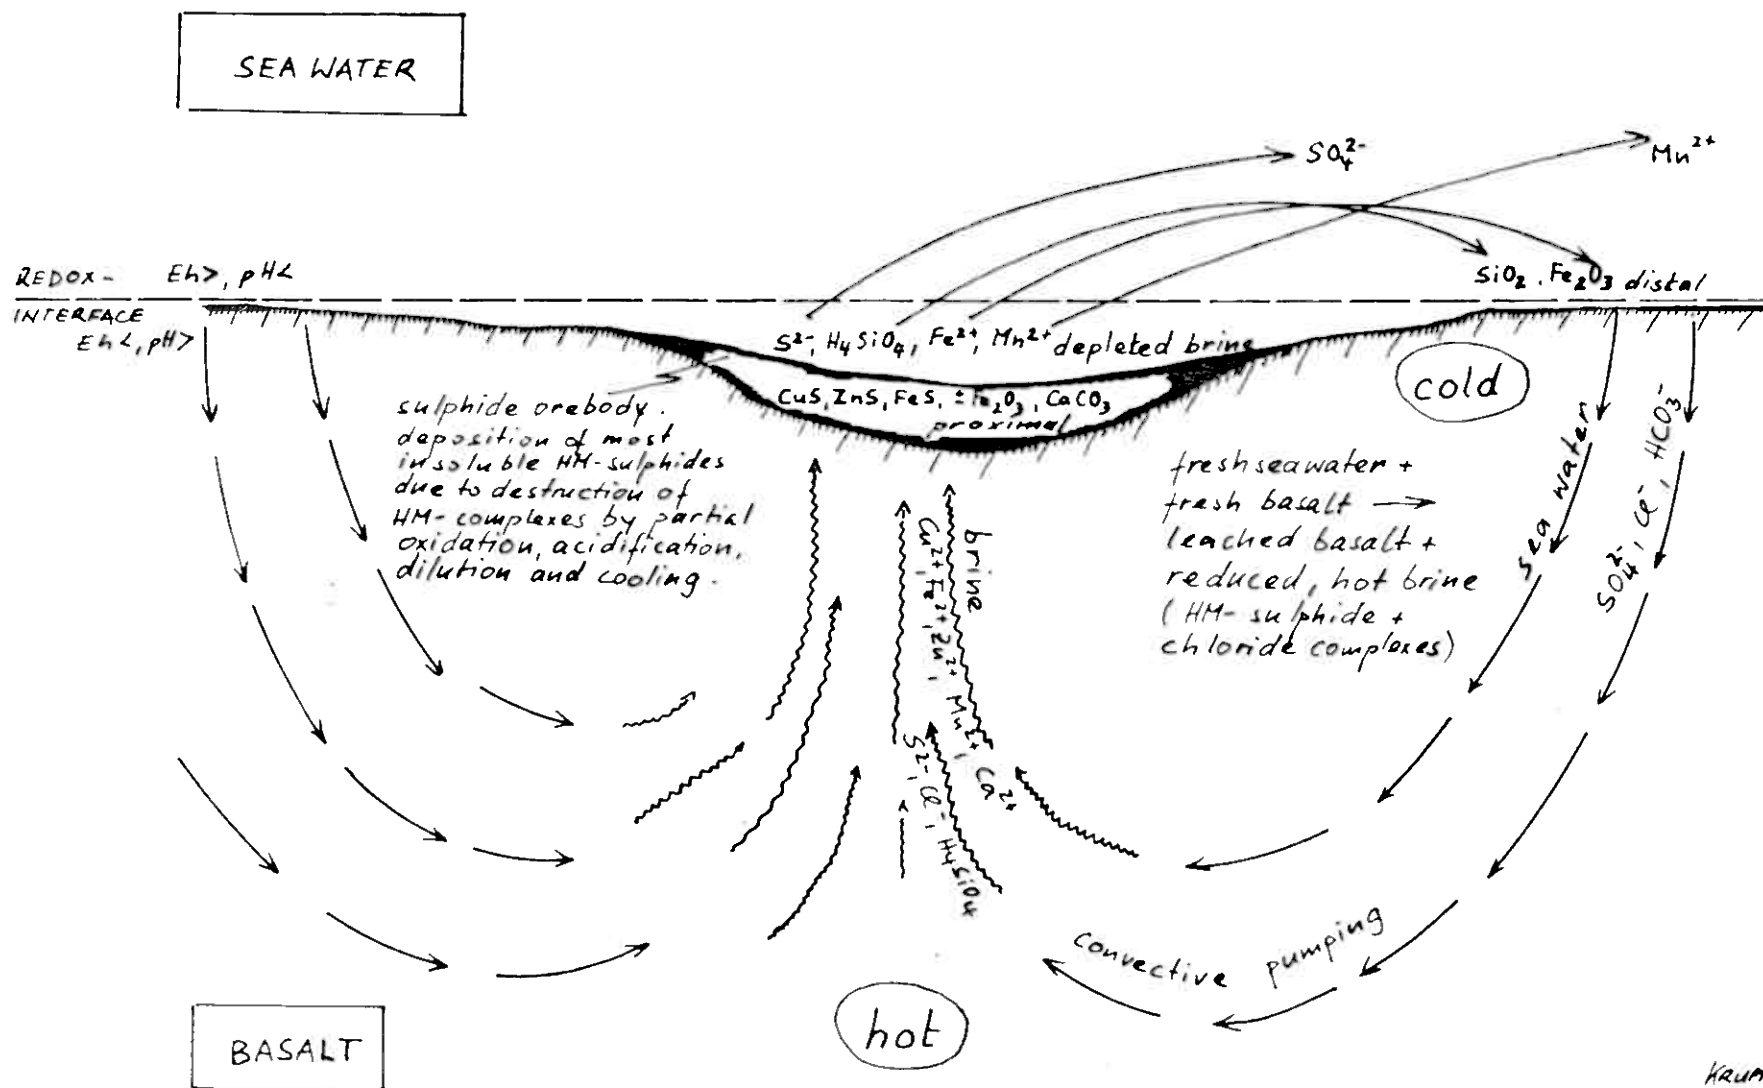 SEA WATER
SO₄²⁻
Mn²⁺
REDOX- Eh>, pH<
SiO₂, Fe₂O₃ distal
INTERFACE
Eh<, pH>
S²⁻, H₄SiO₄, Fe²⁺, Mn²⁺ depleted brine
CuS, ZnS, FeS, ±Fe₂O₃, CaCO₃
proximal
cold
sulphide orebody.
deposition of most
insoluble HM-sulphides
due to destruction of
HM-complexes by partial
oxidation, acidification,
dilution and cooling.
brine
Cu²⁺, Fe²⁺, Zn²⁺, Mn²⁺, Ca²⁺
S²⁻, Cl⁻, H₄SiO₄
fresh seawater +
fresh basalt →
leached basalt +
reduced, hot brine
(HM-sulphide +
chloride complexes)
sea water
SO₄²⁻, Cl⁻, HCO₃⁻
convective pumping
hot
BASALT